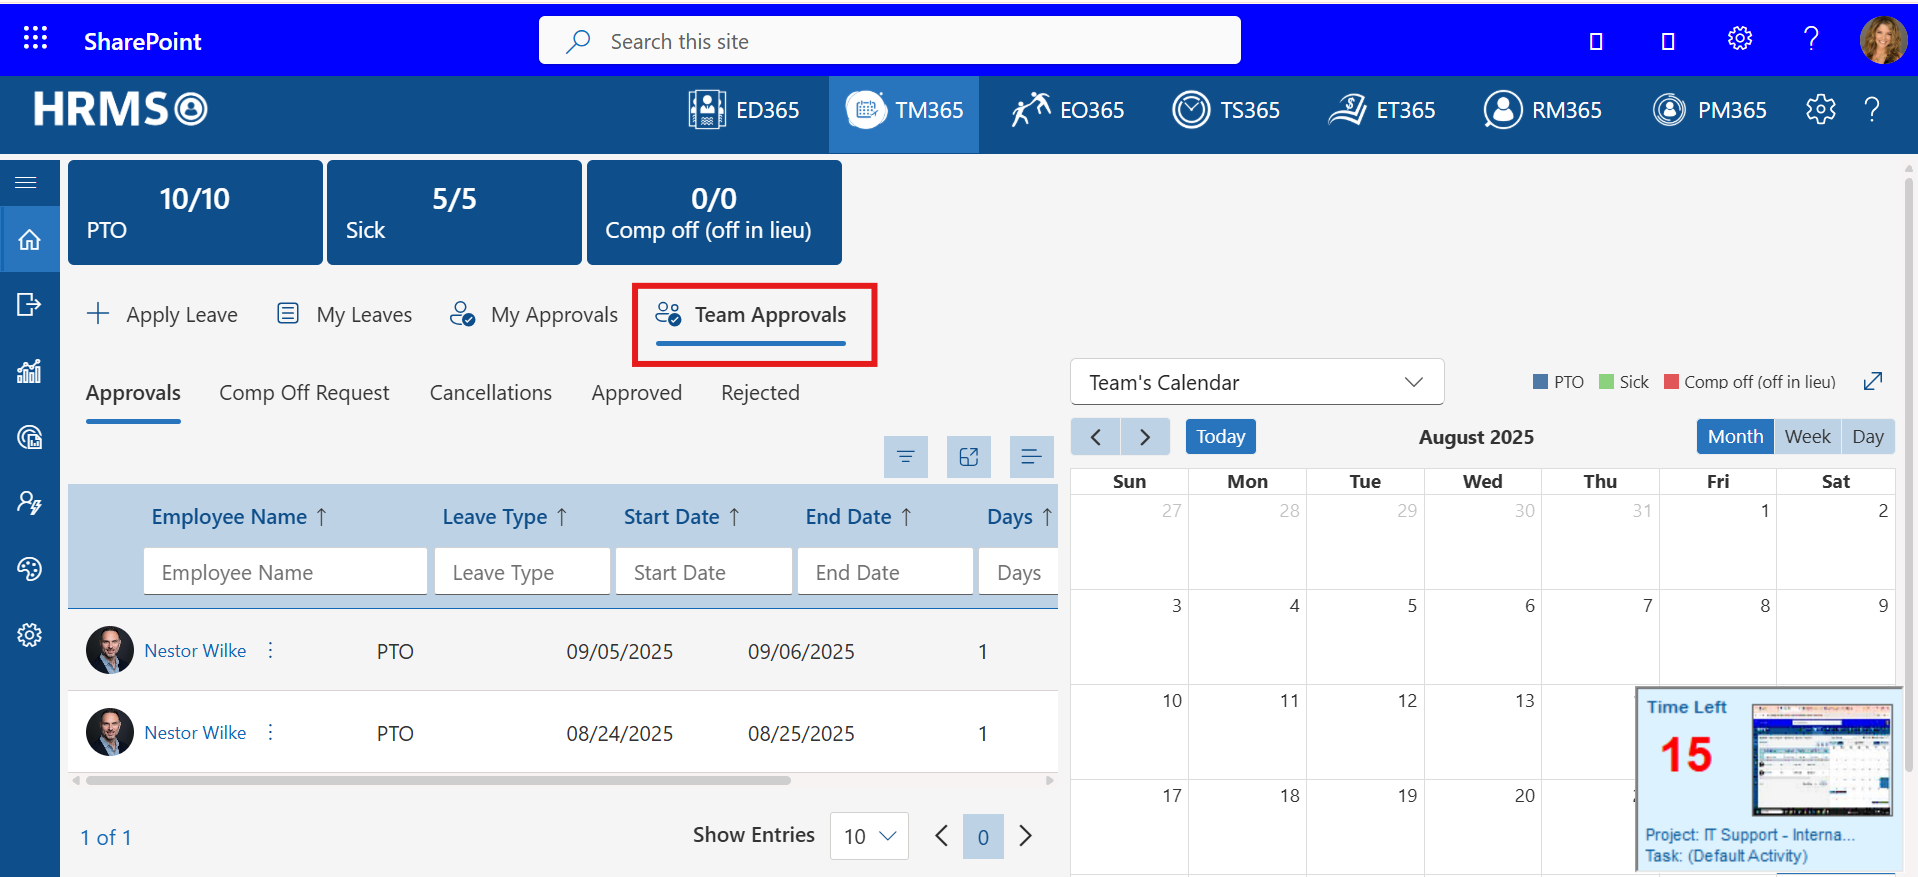 SharePoint
Search this site
HRMS
ED365
TM365
EO365
TS365
ET365
RM365
PM365
10/10
PTO
5/5
Sick
0/0
Comp off (off in lieu)
Apply Leave
My Leaves
My Approvals
Team Approvals
Approvals
Comp Off Request
Cancellations
Approved
Rejected
Employee Name ↑ Leave Type ↑ Start Date ↑ End Date ↑ Days ↑
Employee Name Leave Type Start Date End Date Days
Nestor Wilke PTO 09/05/2025 09/06/2025 1
Nestor Wilke PTO 08/24/2025 08/25/2025 1
1 of 1
Show Entries 10 0
Team's Calendar
PTO Sick Comp off (off in lieu)
Today
August 2025
Month Week Day
Sun Mon Tue Wed Thu Fri Sat
27 28 29 30 31 1 2
3 4 5 6 7 8 9
10 11 12 13
17 18 19 20
Time Left
15
Project: IT Support - Interna...
Task: (Default Activity)